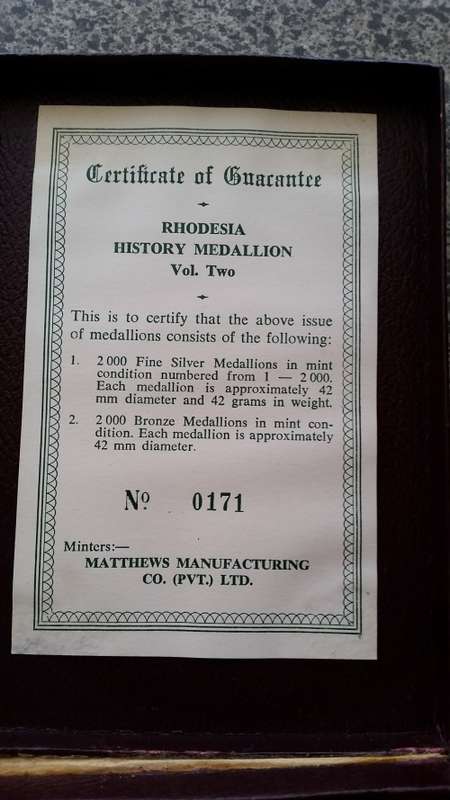 Certificate of Guarantee
RHODESIA
HISTORY MEDALLION
Vol. Two
This is to certify that the above issue
of medallions consists of the following:
1. 2 000 Fine Silver Medallions in mint
condition numbered from 1 — 2 000.
Each medallion is approximately 42
mm diameter and 42 grams in weight.
2. 2 000 Bronze Medallions in mint con-
dition. Each medallion is approximately
42 mm diameter.
Nº 0171
Minters:—
MATTHEWS MANUFACTURING
CO. (PVT.) LTD.